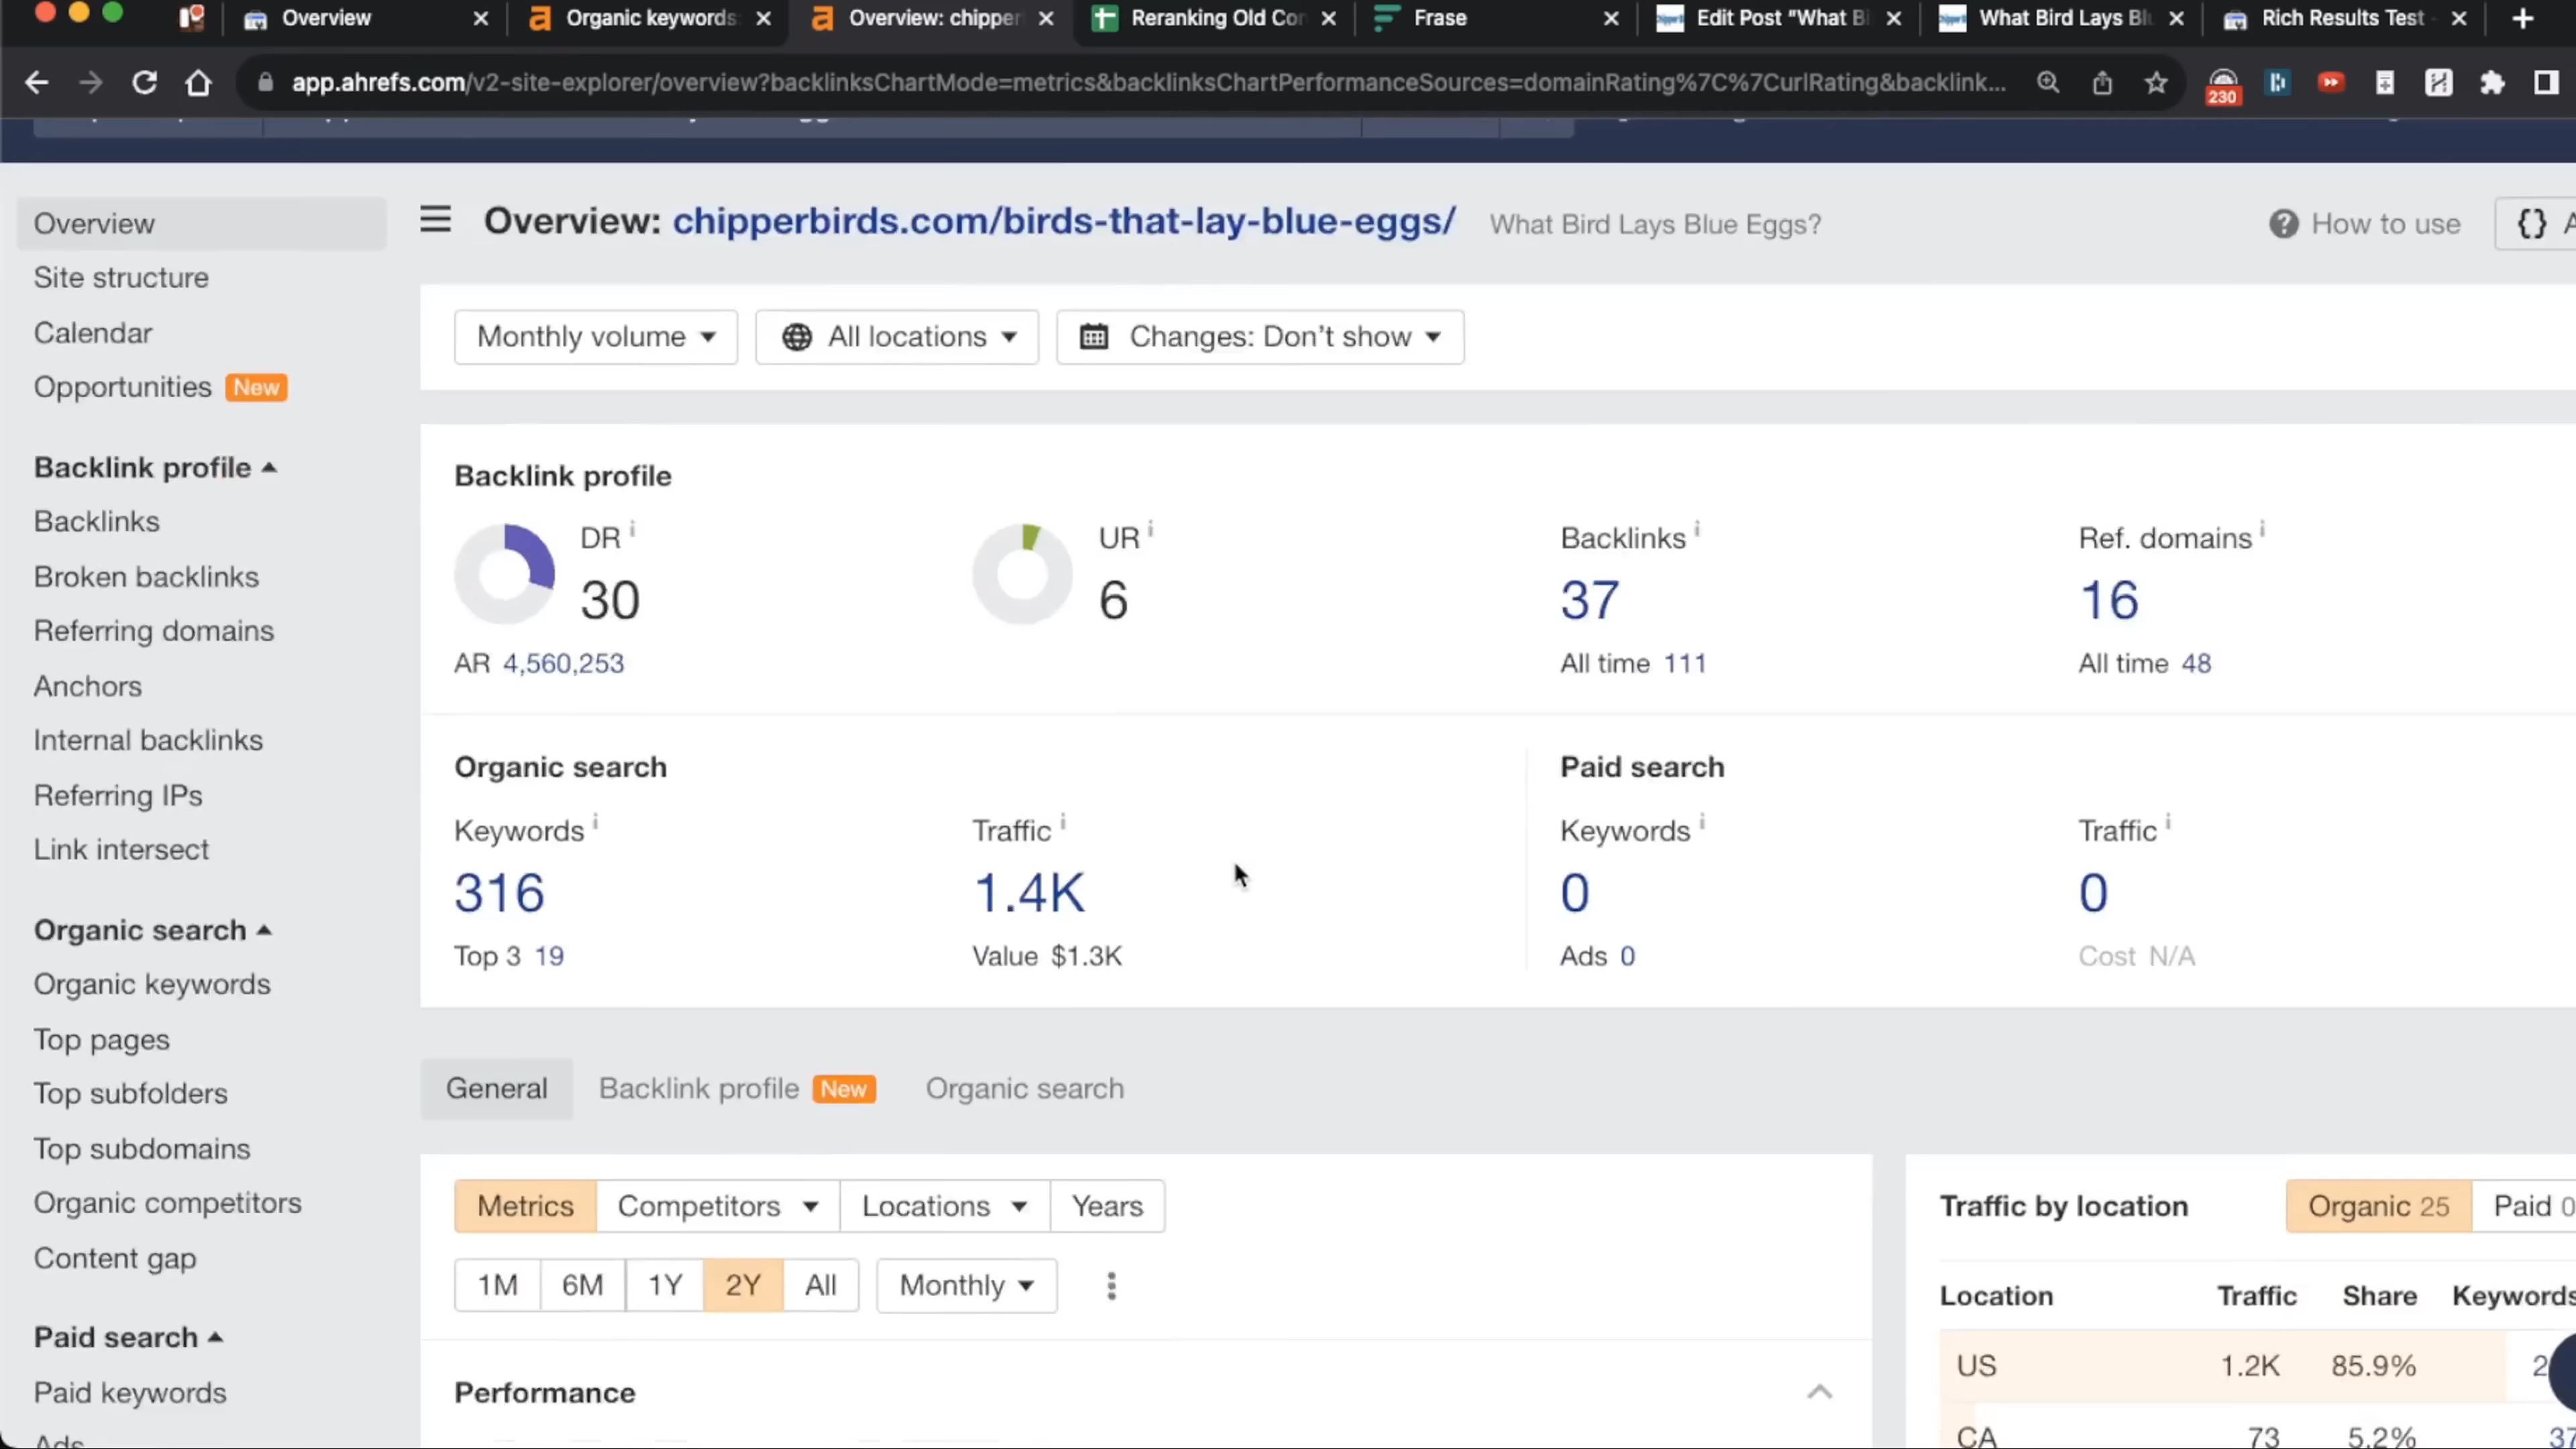 Overview
Organic keywords:
Overview: chipper
Reranking Old Cor
Frase
Edit Post "What Bi
What Bird Lays Bl
Rich Results Test -
app.ahrefs.com/v2-site-explorer/overview?backlinksChartMode=metrics&backlinksChartPerformanceSources=domainRating%7C%7CurlRating&backlink...
230
Overview
Site structure
Calendar
Opportunities New
Backlink profile
Backlinks
Broken backlinks
Referring domains
Anchors
Internal backlinks
Referring IPs
Link intersect
Organic search
Organic keywords
Top pages
Top subfolders
Top subdomains
Organic competitors
Content gap
Paid search
Paid keywords
Ads
Overview: chipperbirds.com/birds-that-lay-blue-eggs/ What Bird Lays Blue Eggs?
How to use
Monthly volume
All locations
Changes: Don't show
Backlink profile
DR
30
AR 4,560,253
UR
6
Backlinks
37
All time 111
Ref. domains
16
All time 48
Organic search
Keywords
316
Top 3 19
Traffic
1.4K
Value $1.3K
Paid search
Keywords
0
Ads 0
Traffic
0
Cost N/A
General
Backlink profile New
Organic search
Metrics
Competitors
Locations
Years
1M
6M
1Y
2Y
All
Monthly
Performance
Traffic by location
Organic 25
Paid 0
Location Traffic Share Keywords
US 1.2K 85.9%
CA 73 5.2% 37